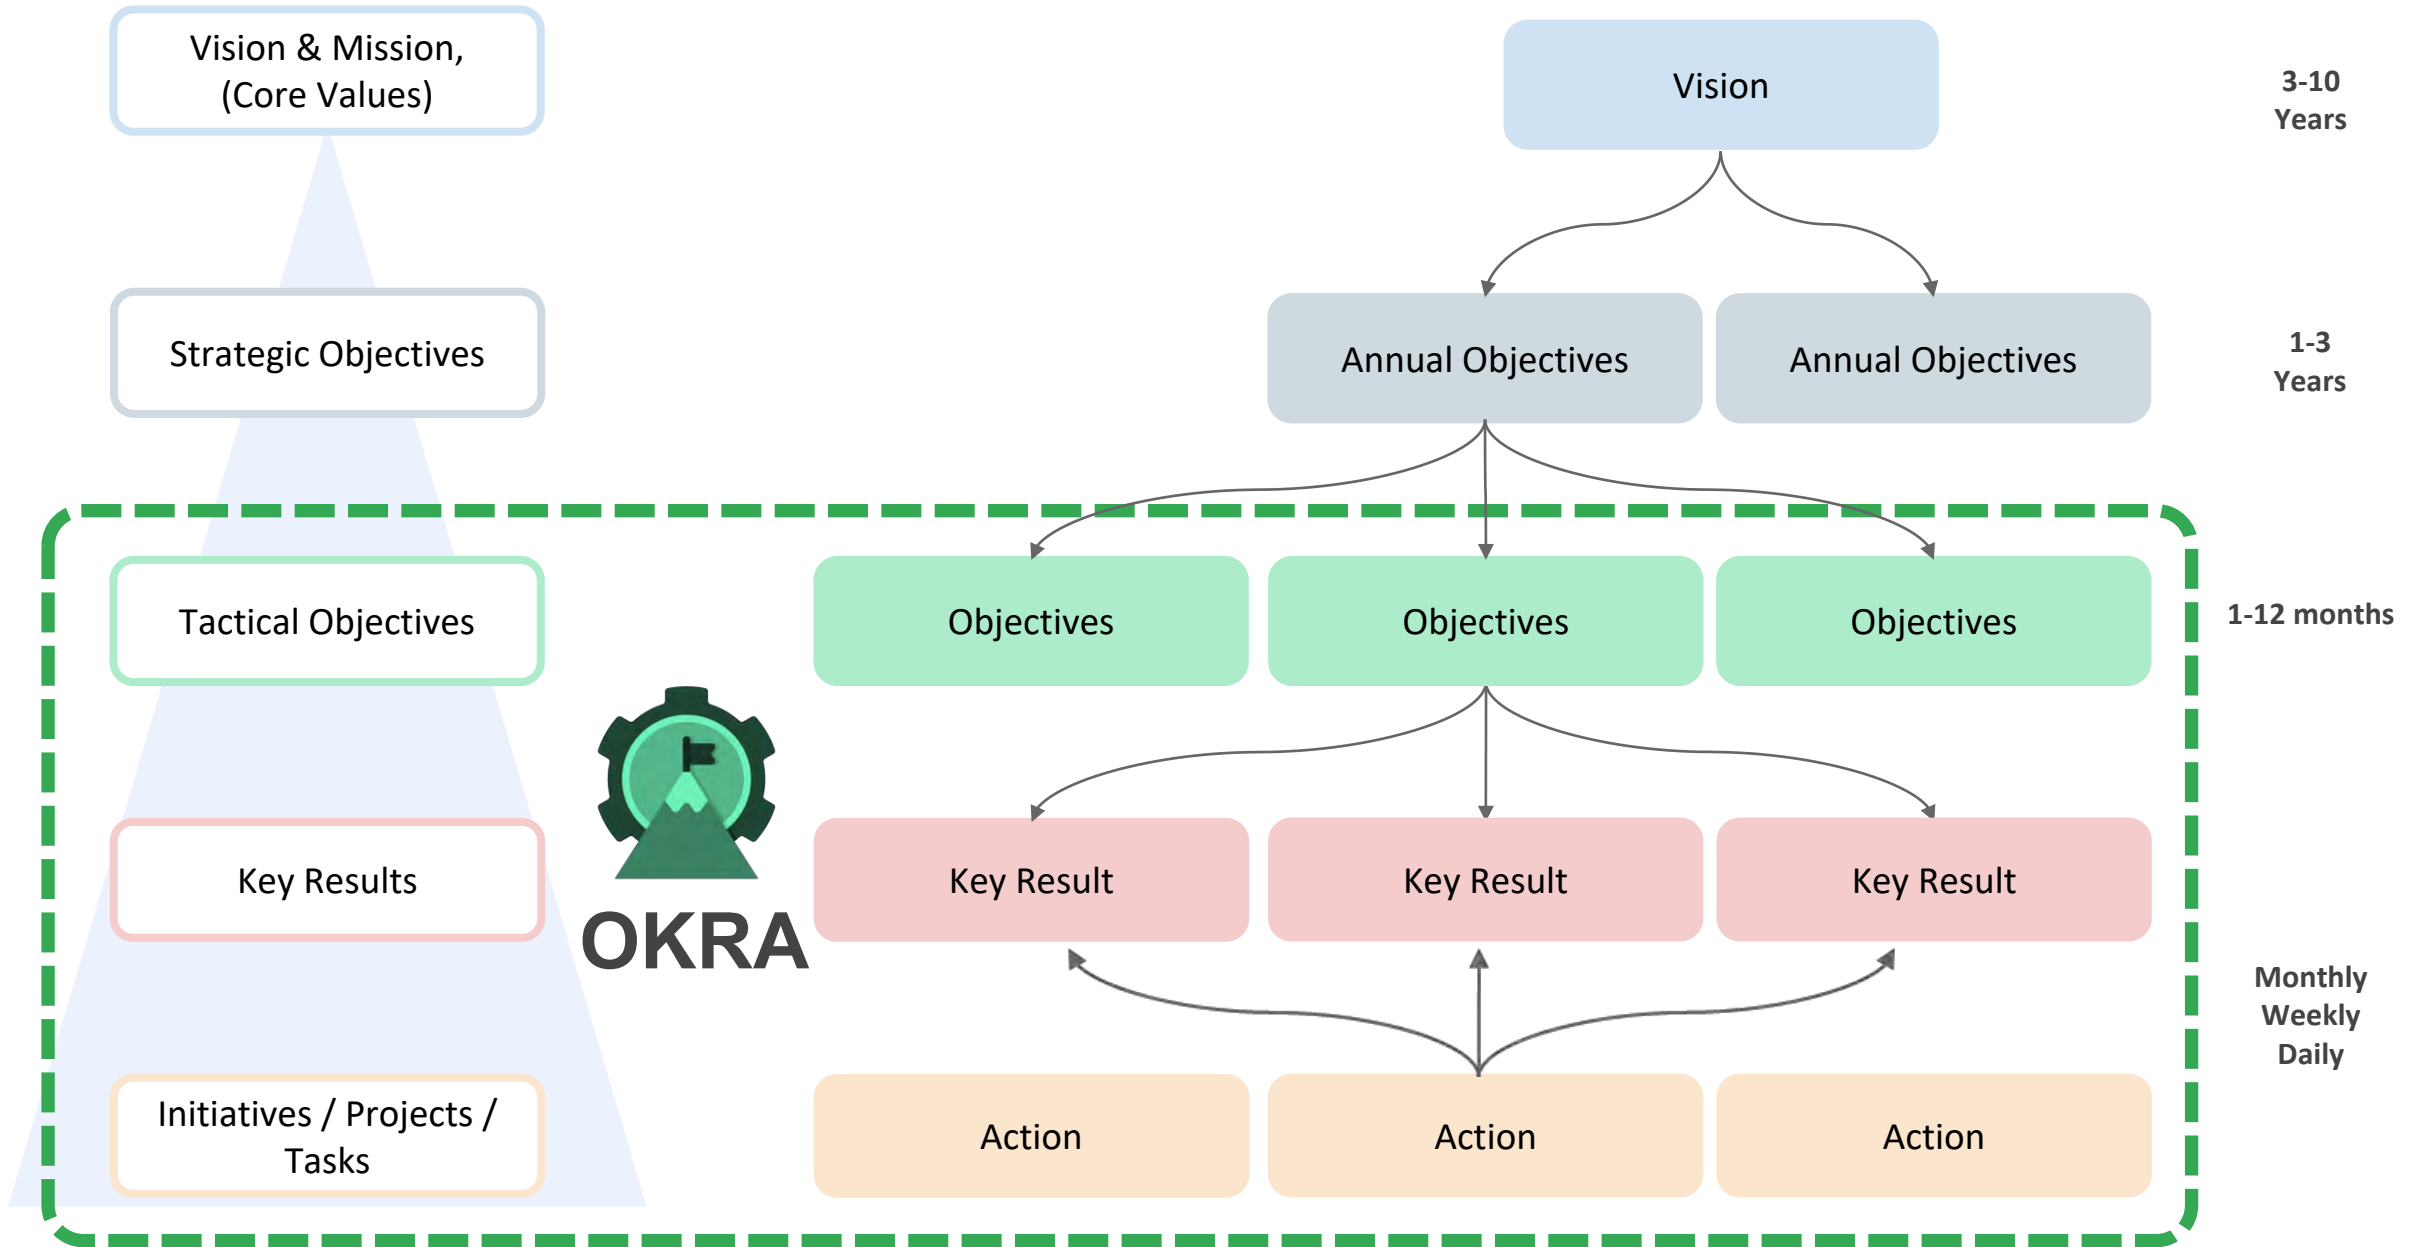 Vision & Mission,
(Core Values)
Vision
3-10
Years
Strategic Objectives
Annual Objectives
Annual Objectives
1-3
Years
Tactical Objectives
Objectives
Objectives
Objectives
1-12 months
Key Results
OKRA
Key Result
Key Result
Key Result
Monthly
Weekly
Daily
Initiatives / Projects /
Tasks
Action
Action
Action